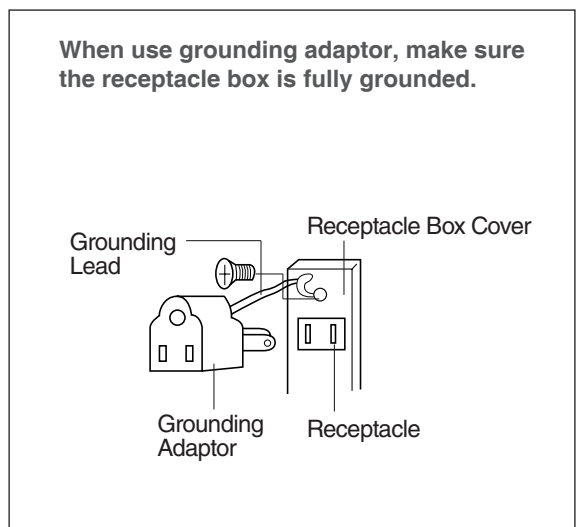 When use grounding adaptor, make sure
the receptacle box is fully grounded.
Receptacle Box Cover
Grounding
Lead
Grounding
Adaptor
Receptacle